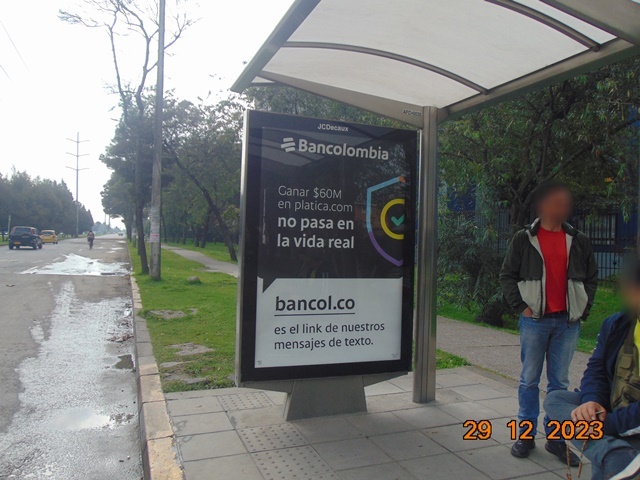 JCDecaux
Bancolombia
Ganar $60M
en platica.com
no pasa en
la vida real
bancol.co
es el link de nuestros
mensajes de texto.
29 12 2023